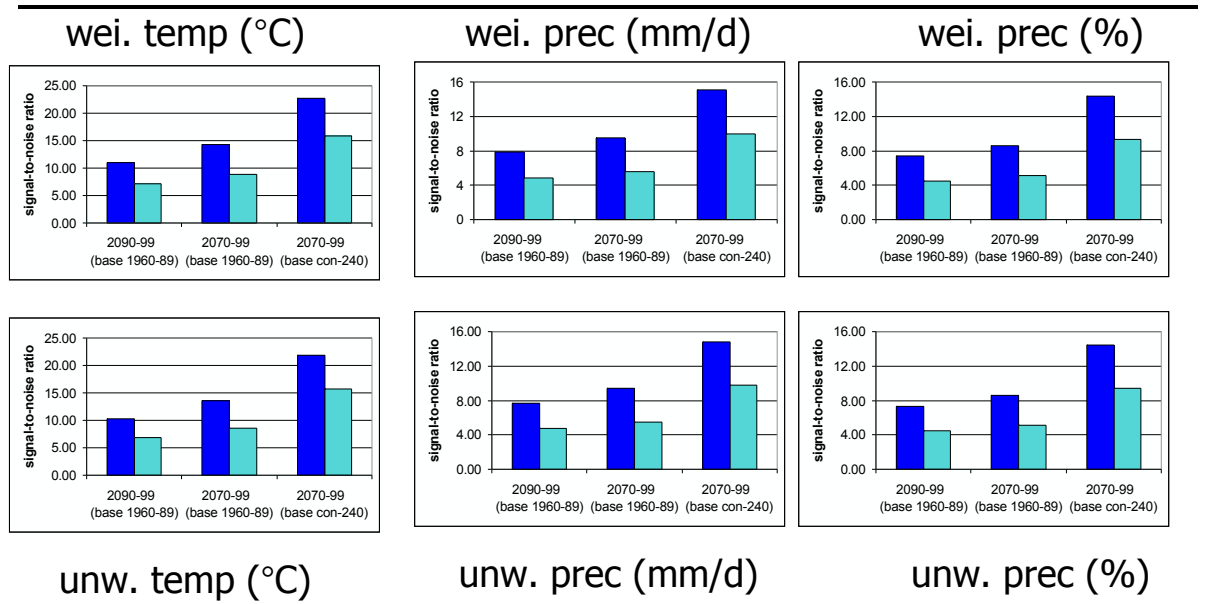 wei. temp (°C)
wei. prec (mm/d)
wei. prec (%)
signal-to-noise ratio
25.00
20.00
15.00
10.00
5.00
0.00
2090-99
(base 1960-89)
2070-99
(base 1960-89)
2070-99
(base con-240)
signal-to-noise ratio
16
12
8
4
0
2090-99
(base 1960-89)
2070-99
(base 1960-89)
2070-99
(base con-240)
signal-to-noise ratio
16.00
12.00
8.00
4.00
0.00
2090-99
(base 1960-89)
2070-99
(base 1960-89)
2070-99
(base con-240)
signal-to-noise ratio
25.00
20.00
15.00
10.00
5.00
0.00
2090-99
(base 1960-89)
2070-99
(base 1960-89)
2070-99
(base con-240)
signal-to-noise ratio
16.00
12.00
8.00
4.00
0.00
2090-99
(base 1960-89)
2070-99
(base 1960-89)
2070-99
(base con-240)
signal-to-noise ratio
16.00
12.00
8.00
4.00
0.00
2090-99
(base 1960-89)
2070-99
(base 1960-89)
2070-99
(base con-240)
unw. temp (°C)
unw. prec (mm/d)
unw. prec (%)